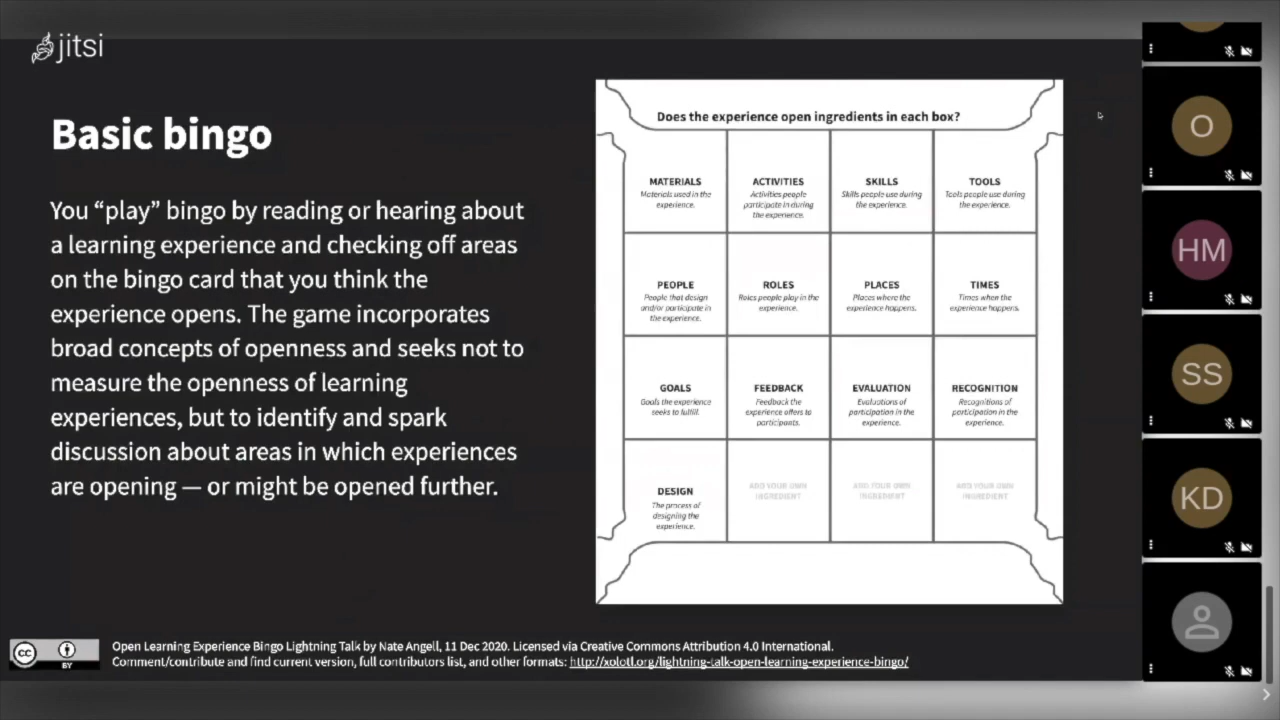 jitsi
Basic bingo
You “play” bingo by reading or hearing about
a learning experience and checking off areas
on the bingo card that you think the
experience opens. The game incorporates
broad concepts of openness and seeks not to
measure the openness of learning
experiences, but to identify and spark
discussion about areas in which experiences
are opening — or might be opened further.
Does the experience open ingredients in each box?
MATERIALS
Materials used in the
experience.
ACTIVITIES
Activities people
participate in during
the experience.
SKILLS
Skills people use during
the experience.
TOOLS
Tools people use during
the experience.
PEOPLE
People that design
and/or participate in
the experience.
ROLES
Roles people play in the
experience.
PLACES
Places where the
experience happens.
TIMES
Times when the
experience happens.
GOALS
Goals the experience
seeks to fulfill.
FEEDBACK
Feedback the
experience offers to
participants.
EVALUATION
Evaluations of
participation in the
experience.
RECOGNITION
Recognitions of
participation in the
experience.
DESIGN
The process of
designing the
experience.
ADD YOUR OWN
INGREDIENT
ADD YOUR OWN
INGREDIENT
ADD YOUR OWN
INGREDIENT
O
HM
SS
KD
cc
BY
Open Learning Experience Bingo Lightning Talk by Nate Angell, 11 Dec 2020. Licensed via Creative Commons Attribution 4.0 International.
Comment/contribute and find current version, full contributors list, and other formats: http://xolotl.org/lightning-talk-open-learning-experience-bingo/